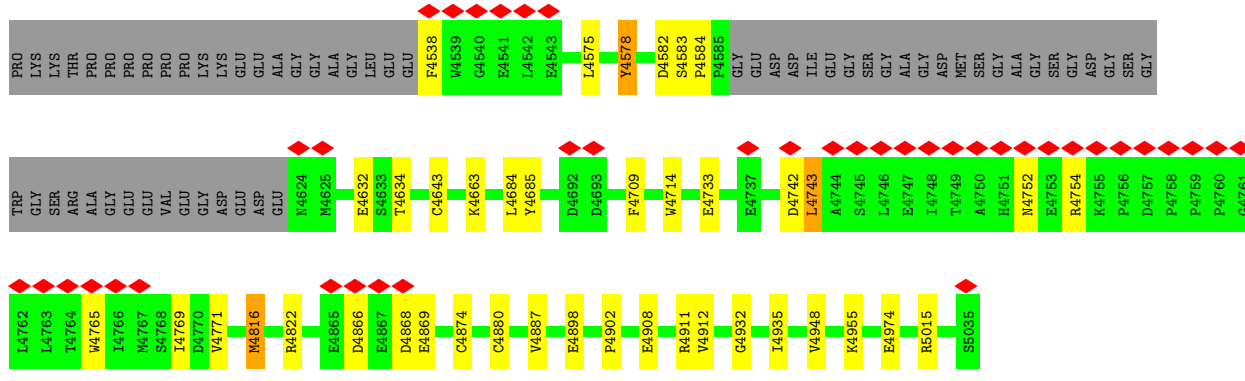 PRO LYS LYS THR PRO PRO PRO PRO PRO PRO LYS LYS GLU GLU ALA GLY GLY ALA GLY LEU GLU GLU F4538 W4539 G4540 E4541 L4542 E4543 L4575 Y4578 D4582 S4583 P4584 P4585 GLY GLU ASP ASP ILE GLU GLY SER GLY ALA GLY ASP MET SER GLY ALA GLY SER GLY ASP GLY SER GLY
TRP GLY SER ARG ALA GLY GLU GLU VAL GLU GLY ASP GLU ASP GLU N4624 M4625 E4632 S4633 T4634 C4643 K4663 L4684 Y4685 D4692 D4693 F4709 W4714 E4733 E4737 D4742 L4743 A4744 S4745 L4746 E4747 I4748 T4749 A4750 H4751 N4752 E4753 R4754 K4755 P4756 D4757 P4758 P4759 P4760 G4761
L4762 L4763 T4764 W4765 I4766 M4767 S4768 I4769 D4770 V4771 M4816 R4822 E4865 D4866 E4867 D4868 E4869 C4874 C4880 V4887 E4898 P4902 E4908 R4911 V4912 G4932 I4935 V4948 K4955 E4974 R5015 S5035